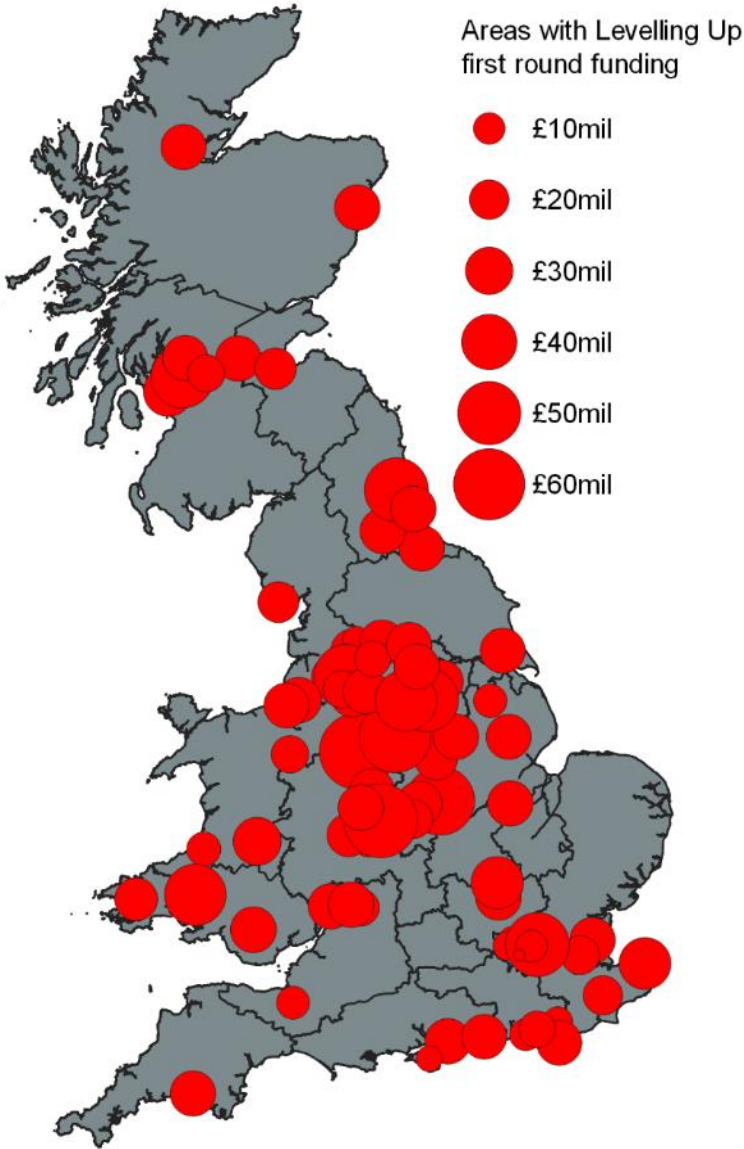 Areas with Levelling Up
first round funding
£10mil
£20mil
£30mil
£40mil
£50mil
£60mil